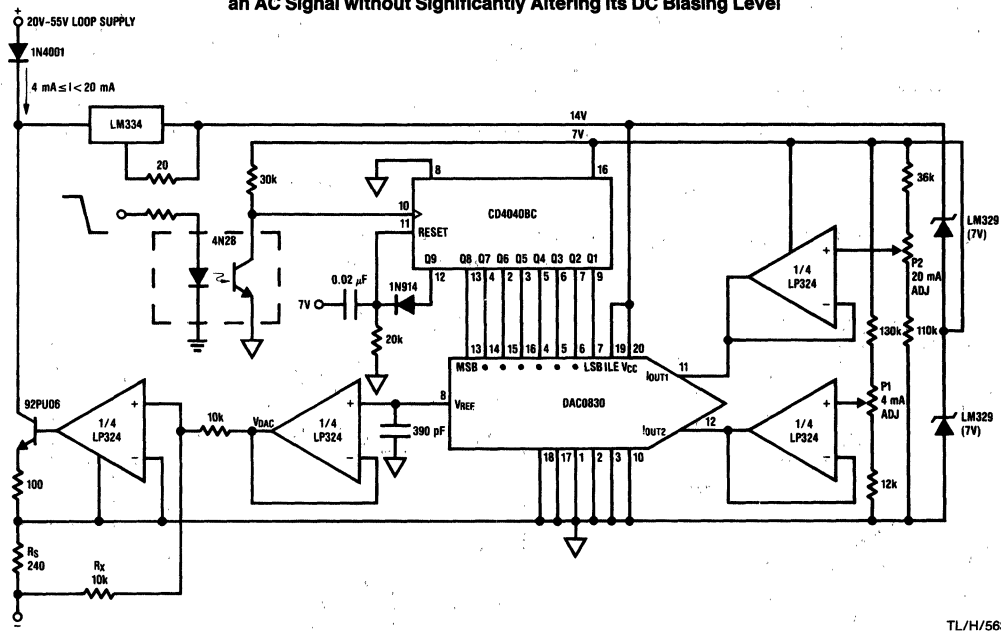 an AC Signal without Significantly Altering its DC Biasing Level
+
20V–55V LOOP SUPPLY
1N4001
4 mA ≤ I < 20 mA
LM334
20
14V
7V
30k
8
16
36k
10
CD4040BC
11
RESET
4N28
Q9 Q8 Q7 Q6 Q5 Q4 Q3 Q2 Q1
12 13 4 2 3 5 6 7 9
0.02 µF
1N914
7V
20k
+
1/4
LP324
−
P2
20 mA
ADJ
LM329
(7V)
130k
110k
13 14 15 16 4 5 6 7 19 20
MSB LSB ILE VCC
IOUT1
11
8
VREF
DAC0830
IOUT2
12
+
1/4
LP324
−
P1
4 mA
ADJ
LM329
(7V)
12k
92PU06
1/4
LP324
+
−
10k
VDAC
1/4
LP324
+
−
390 pF
18 17 1 2 3 10
100
RS
240
RX
10k
−